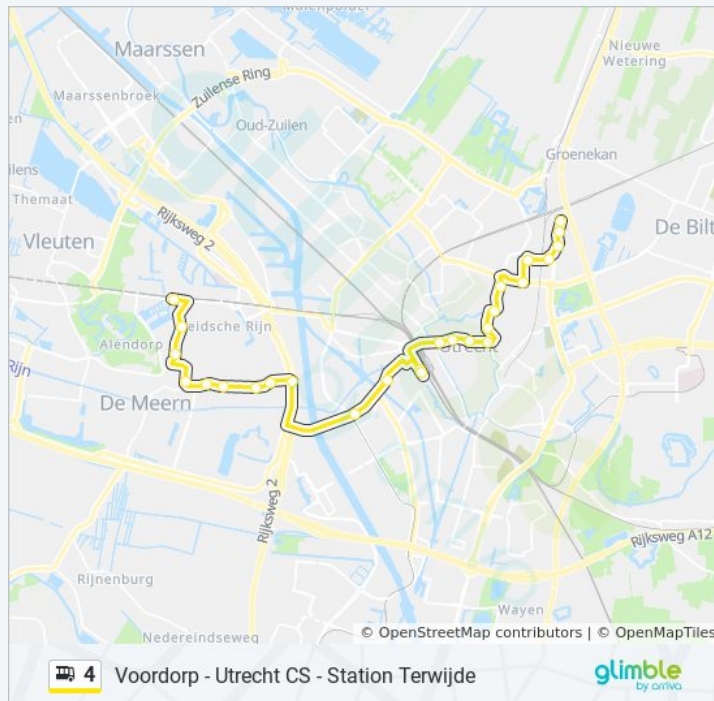 Molenpolder
Maarssen
Nieuwe
Wetering
Zuilense Ring
Maarssenbroek
Oud-Zuilen
Groenekan
Themaat
Rijksweg 2
De Bilt
Vleuten
Leidsche Rijn
Alendorp
Utrecht
Rijn
De Meern
Rijksweg 2
Rijksweg A12
Rijnenburg
Wayen
Nedereindseweg
© OpenStreetMap contributors | © OpenMapTiles
4 Voordorp - Utrecht CS - Station Terwijde
glimble
by arriva